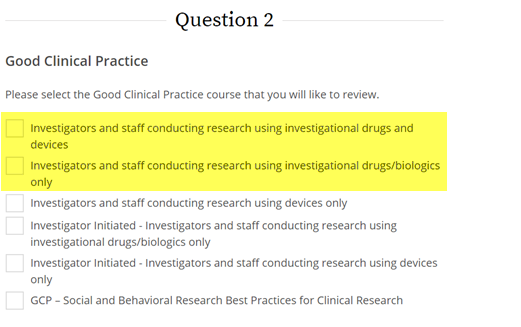 Question 2
Good Clinical Practice
Please select the Good Clinical Practice course that you will like to review.
Investigators and staff conducting research using investigational drugs and
devices
Investigators and staff conducting research using investigational drugs/biologics
only
Investigators and staff conducting research using devices only
Investigator Initiated - Investigators and staff conducting research using
investigational drugs/biologics only
Investigator Initiated - Investigators and staff conducting research using devices
only
GCP – Social and Behavioral Research Best Practices for Clinical Research